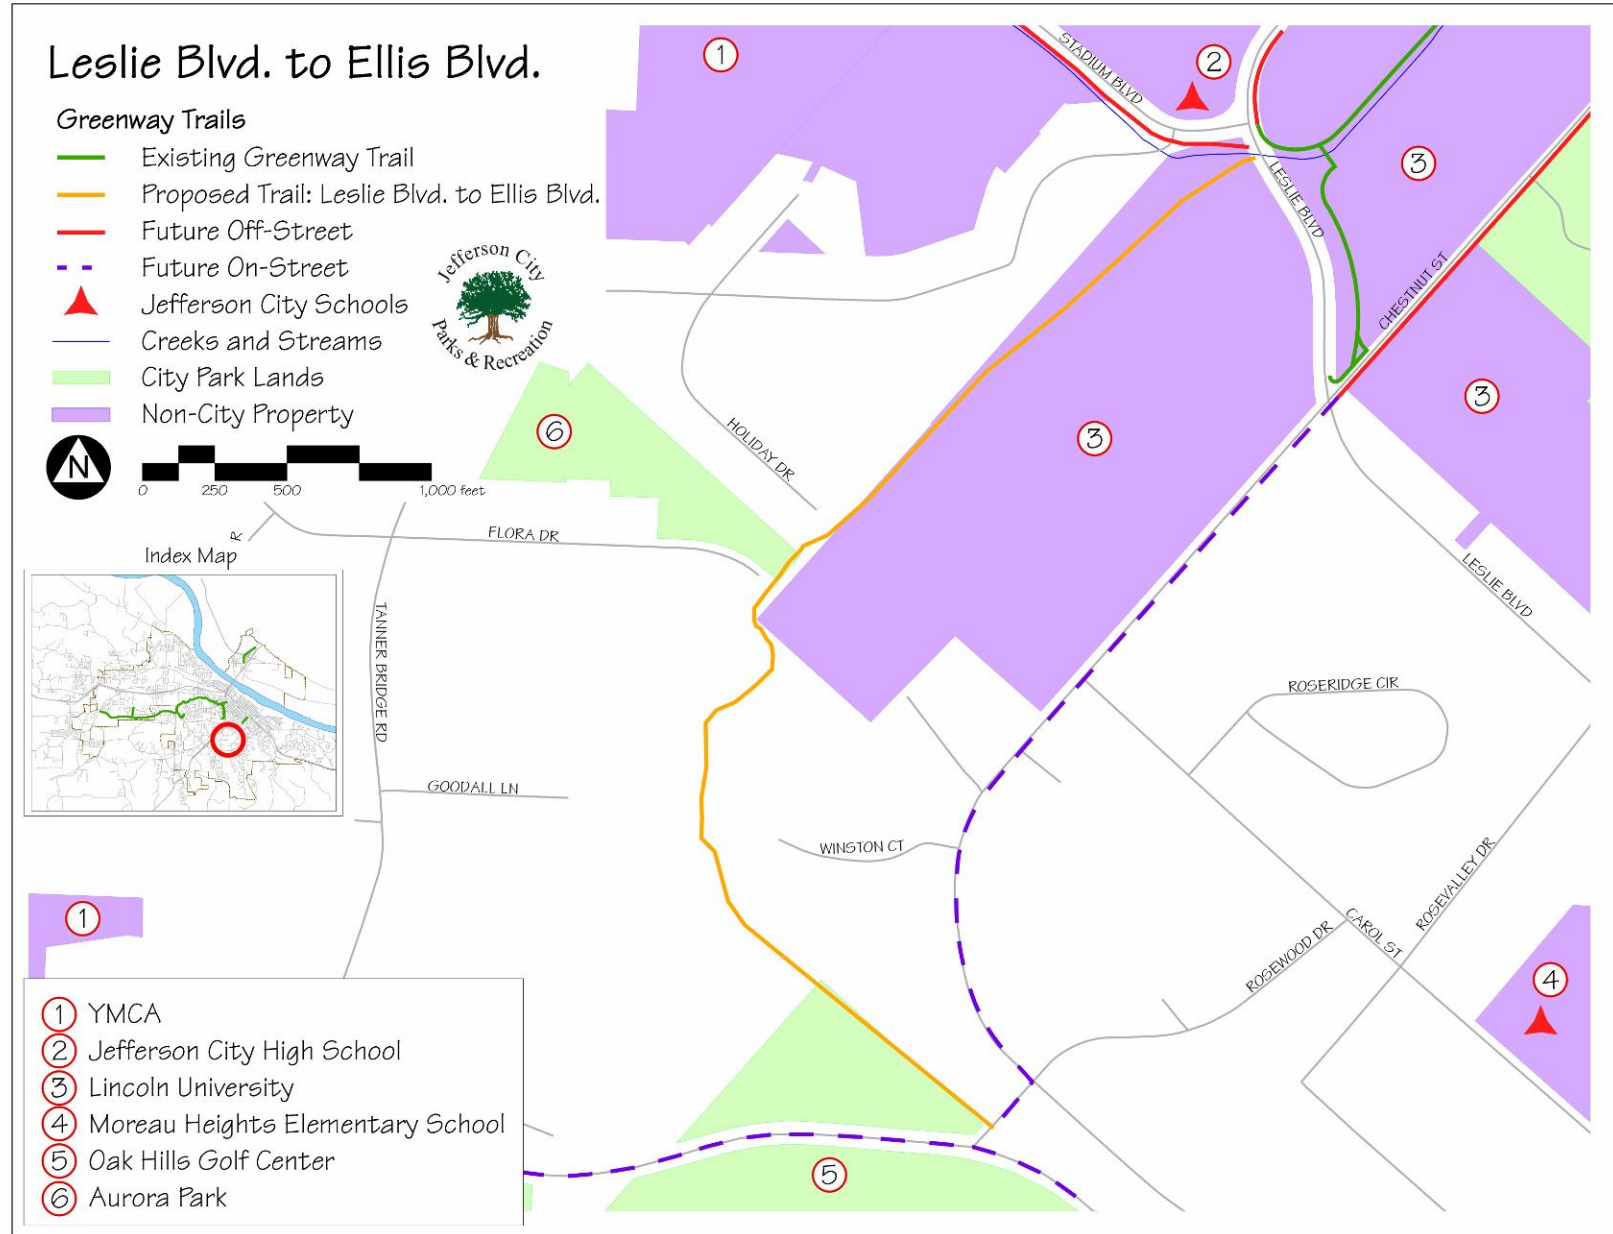 Leslie Blvd. to Ellis Blvd.
Greenway Trails
Existing Greenway Trail
Proposed Trail: Leslie Blvd. to Ellis Blvd.
Future Off-Street
Future On-Street
Jefferson City Schools
Creeks and Streams
City Park Lands
Non-City Property
Jefferson City
Parks & Recreation
N
0 250 500 1,000 feet
R
Index Map
1
2
STADIUM BLVD
3
LESLIE BLVD
CHESTNUT ST
3
3
6
HOLIDAY DR
FLORA DR
TANNER BRIDGE RD
LESLIE BLVD
ROSERIDGE CIR
GOODALL LN
WINSTON CT
ROSEVALLEY DR
CAROL ST
ROSEWOOD DR
1
4
5
1 YMCA
2 Jefferson City High School
3 Lincoln University
4 Moreau Heights Elementary School
5 Oak Hills Golf Center
6 Aurora Park